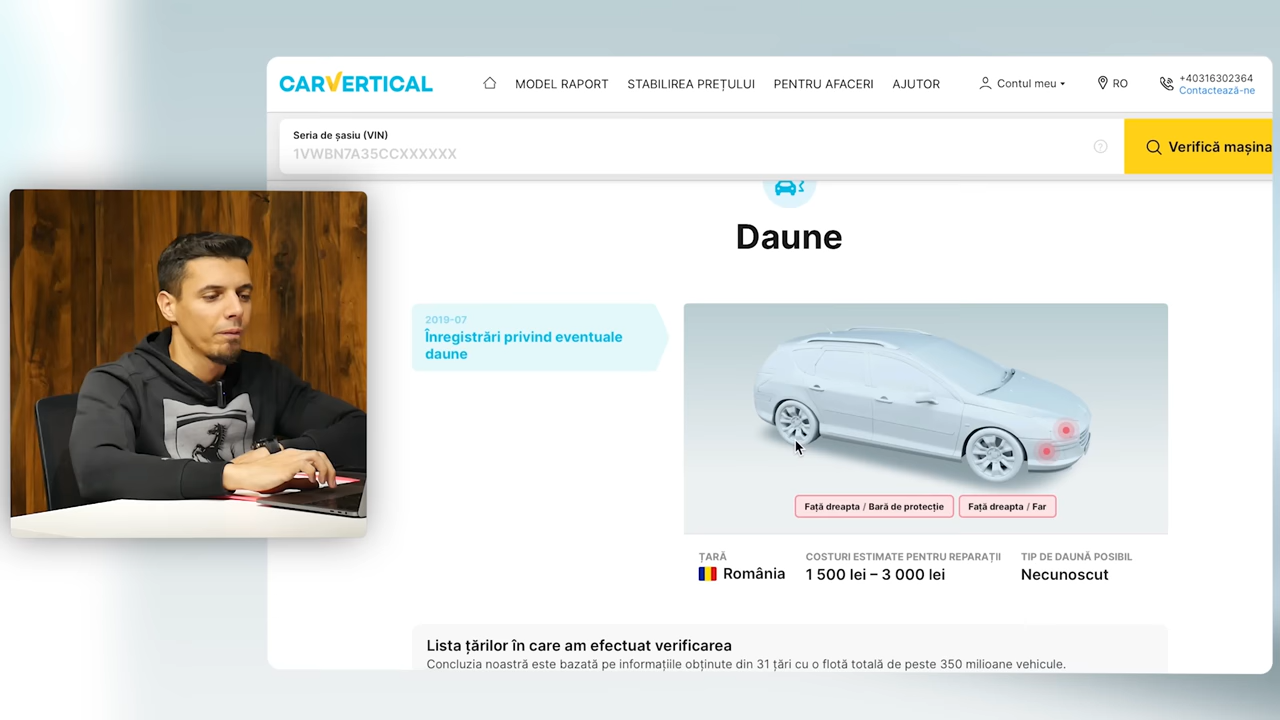 CARVERTICAL
MODEL RAPORT
STABILIREA PREȚULUI
PENTRU AFACERI
AJUTOR
Contul meu
RO
+40316302364
Contactează-ne
Seria de șasiu (VIN)
1VWBN7A35CCXXXXXX
Verifică mașina
Daune
2019-07
Înregistrări privind eventuale
daune
Față dreapta / Bară de protecție
Față dreapta / Far
ȚARĂ
România
COSTURI ESTIMATE PENTRU REPARAȚII
1 500 lei – 3 000 lei
TIP DE DAUNĂ POSIBIL
Necunoscut
Lista țărilor în care am efectuat verificarea
Concluzia noastră este bazată pe informațiile obținute din 31 țări cu o flotă totală de peste 350 milioane vehicule.